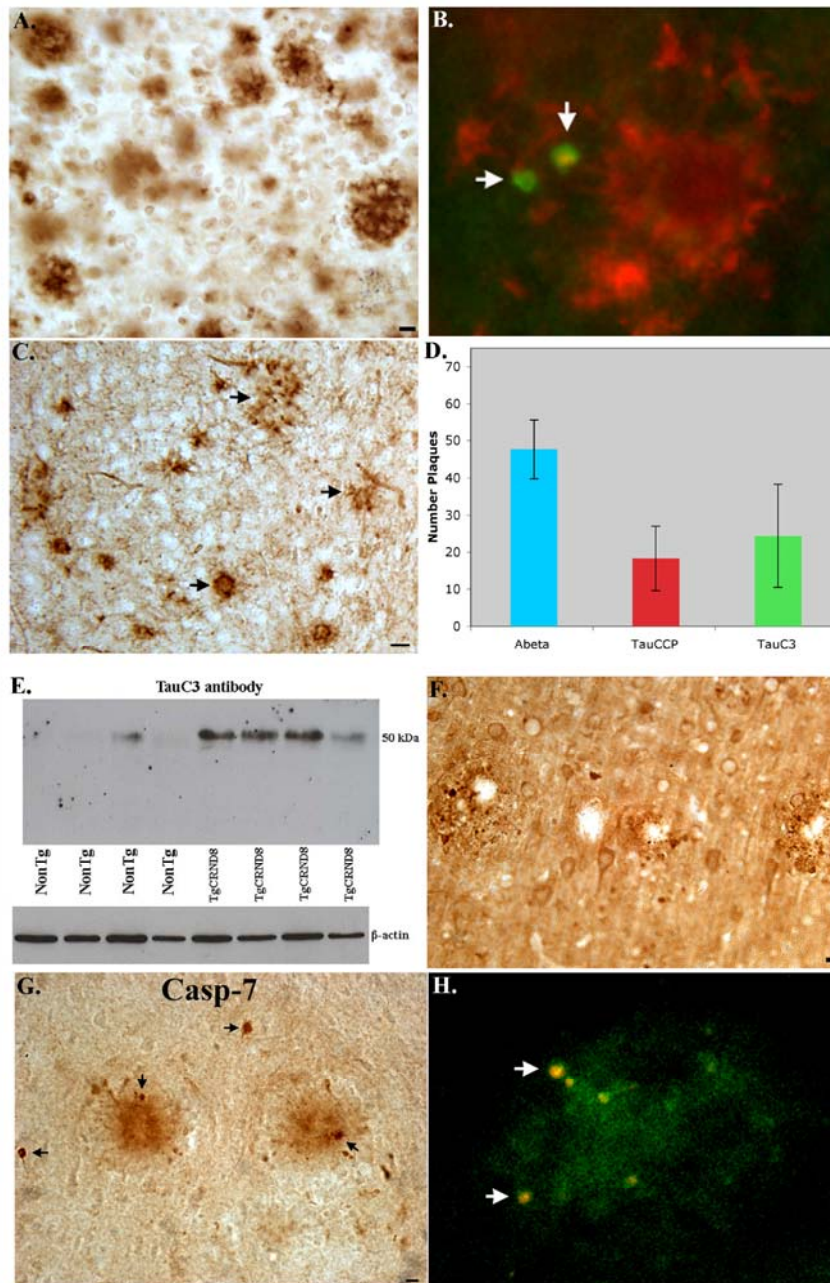 A.
B.
C.
D.
70
60
50
40
30
20
10
0
Number Plaques
Abeta TauCCP TauC3
E.
TauC3 antibody
50 kDa
NonTg NonTg NonTg NonTg TgCRND8 TgCRND8 TgCRND8 TgCRND8
β-actin
F.
G. Casp-7
H.